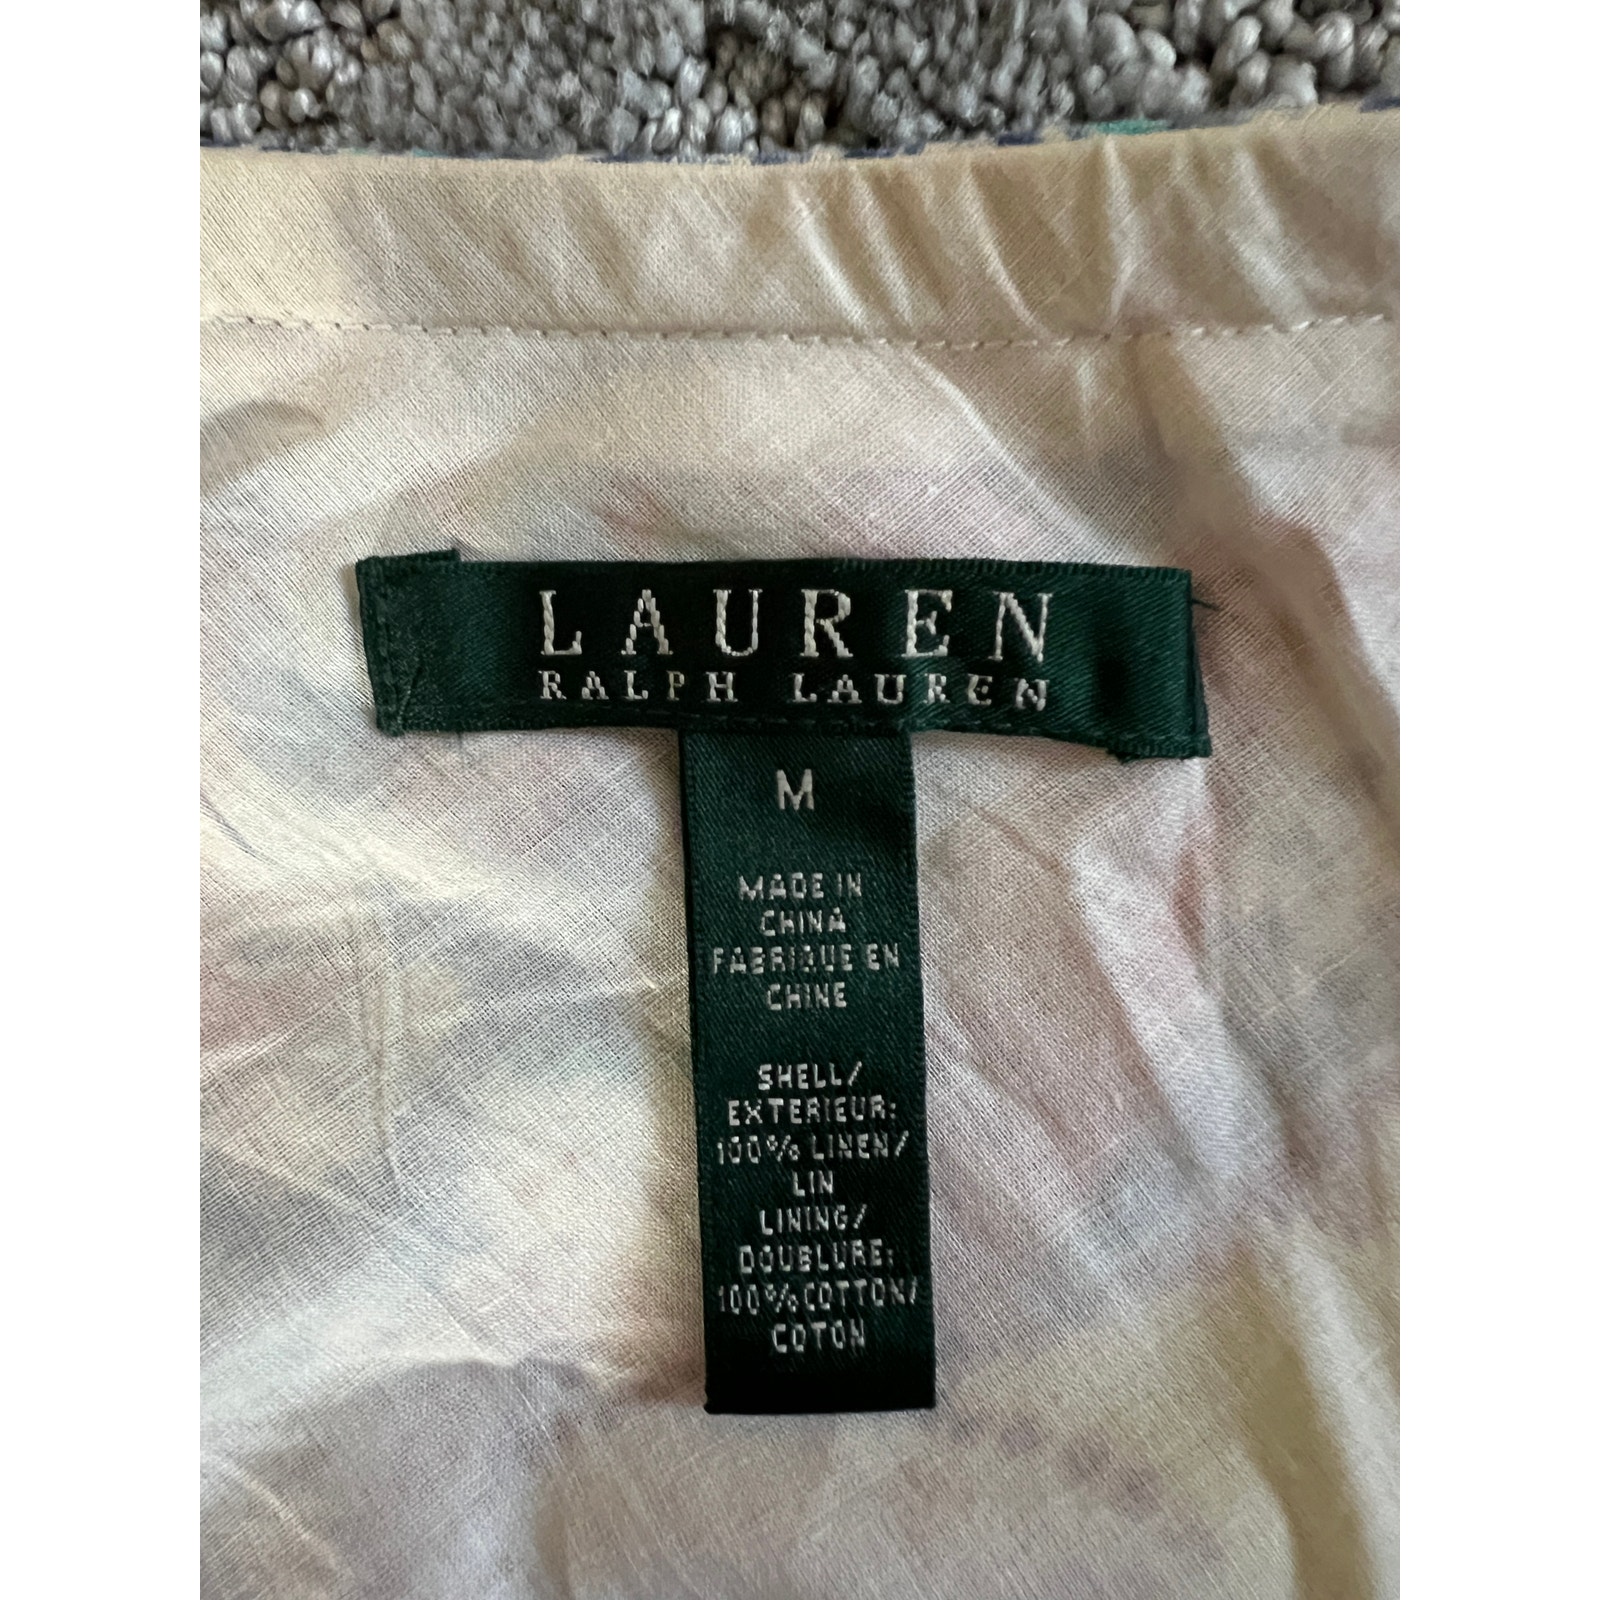 LAUREN
RALPH LAUREN
M
MADE IN
CHINA
FABRIQUE EN
CHINE
SHELL/
EXTERIEUR:
100% LINEN/
LIN
LINING/
DOUBLURE:
100% COTTON/
COTON